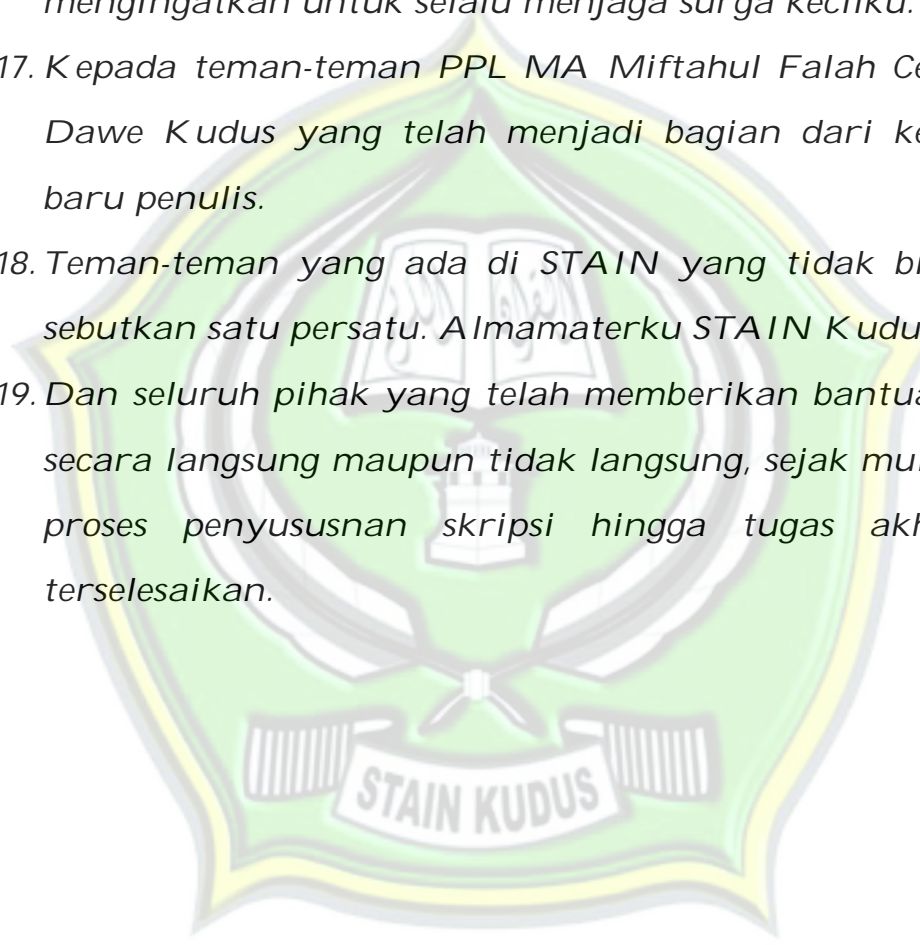 mengingatkan untuk selalu menjaga surga kecilku.
17. Kepada teman-teman PPL MA Miftahul Falah
Dawe Kudus yang telah menjadi bagian dari
baru penulis.
18. Teman-teman yang ada di STAIN yang tidak
sebutkan satu persatu. Almamaterku STAIN Kudu
19. Dan seluruh pihak yang telah memberikan bantua
secara langsung maupun tidak langsung, sejak
proses penyususnan skripsi hingga tugas
terselesaikan.
STAIN KUDUS